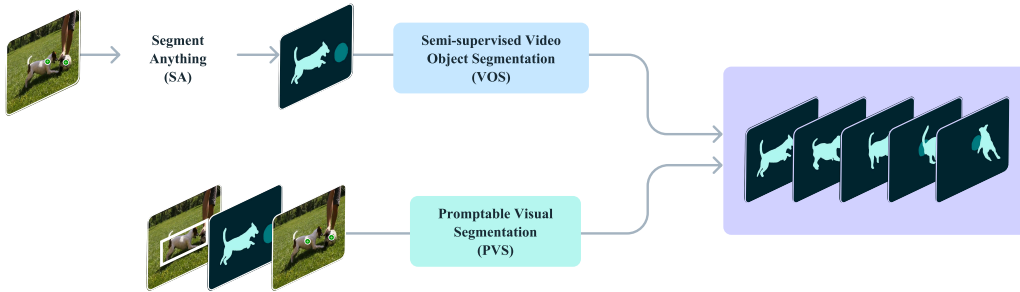 Segment
Anything
(SA)
Semi-supervised Video
Object Segmentation
(VOS)
Promptable Visual
Segmentation
(PVS)